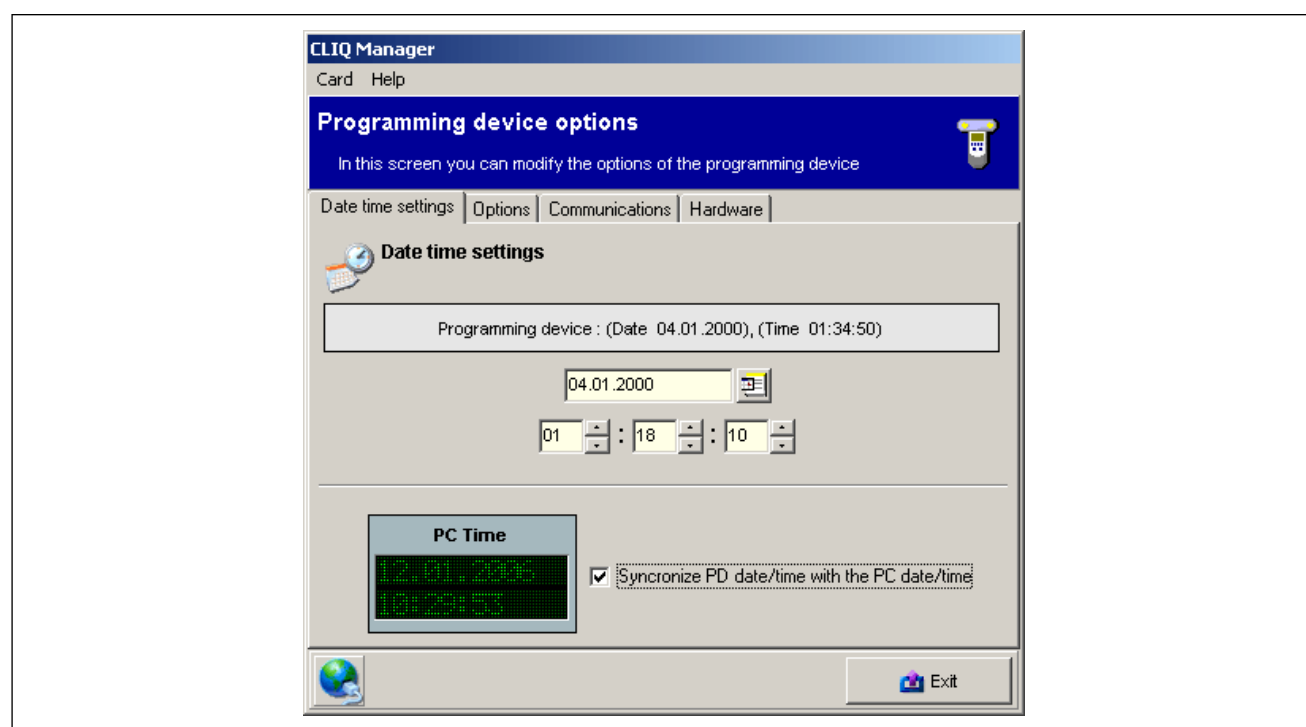 CLIQ Manager
Card Help
Programming device options
In this screen you can modify the options of the programming device
Date time settings Options Communications Hardware
Date time settings
Programming device : (Date 04.01.2000), (Time 01:34:50)
04.01.2000
01 : 18 : 10
PC Time
12.01.2006
10:29:53
Syncronize PD date/time with the PC date/time
Exit